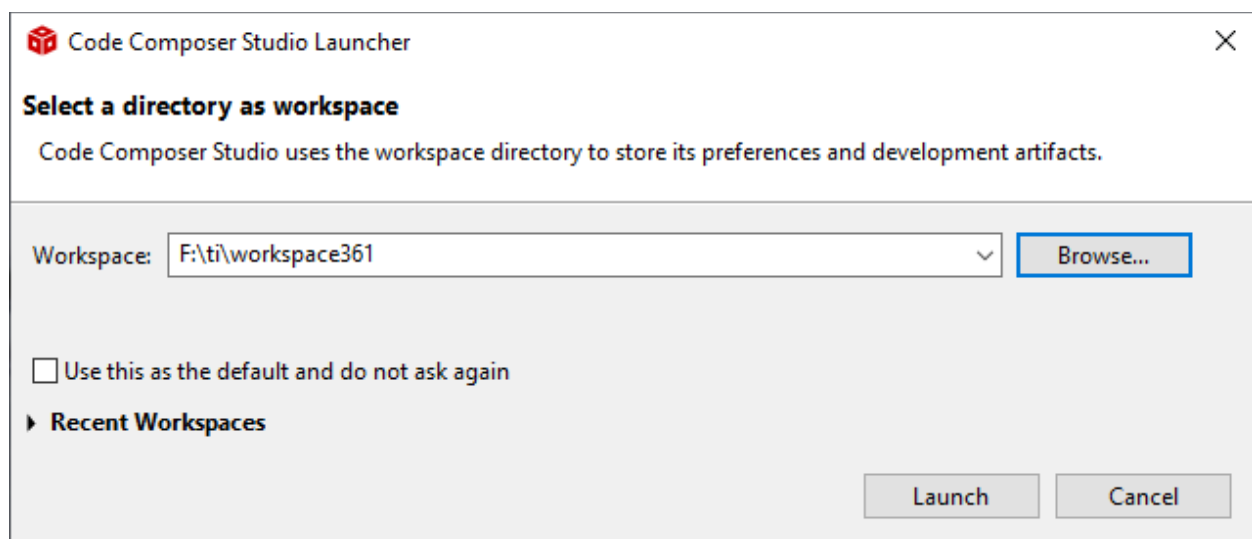 Code Composer Studio Launcher
Select a directory as workspace
Code Composer Studio uses the workspace directory to store its preferences and development artifacts.
Workspace: F:\ti\workspace361 Browse...
Use this as the default and do not ask again
Recent Workspaces
Launch Cancel